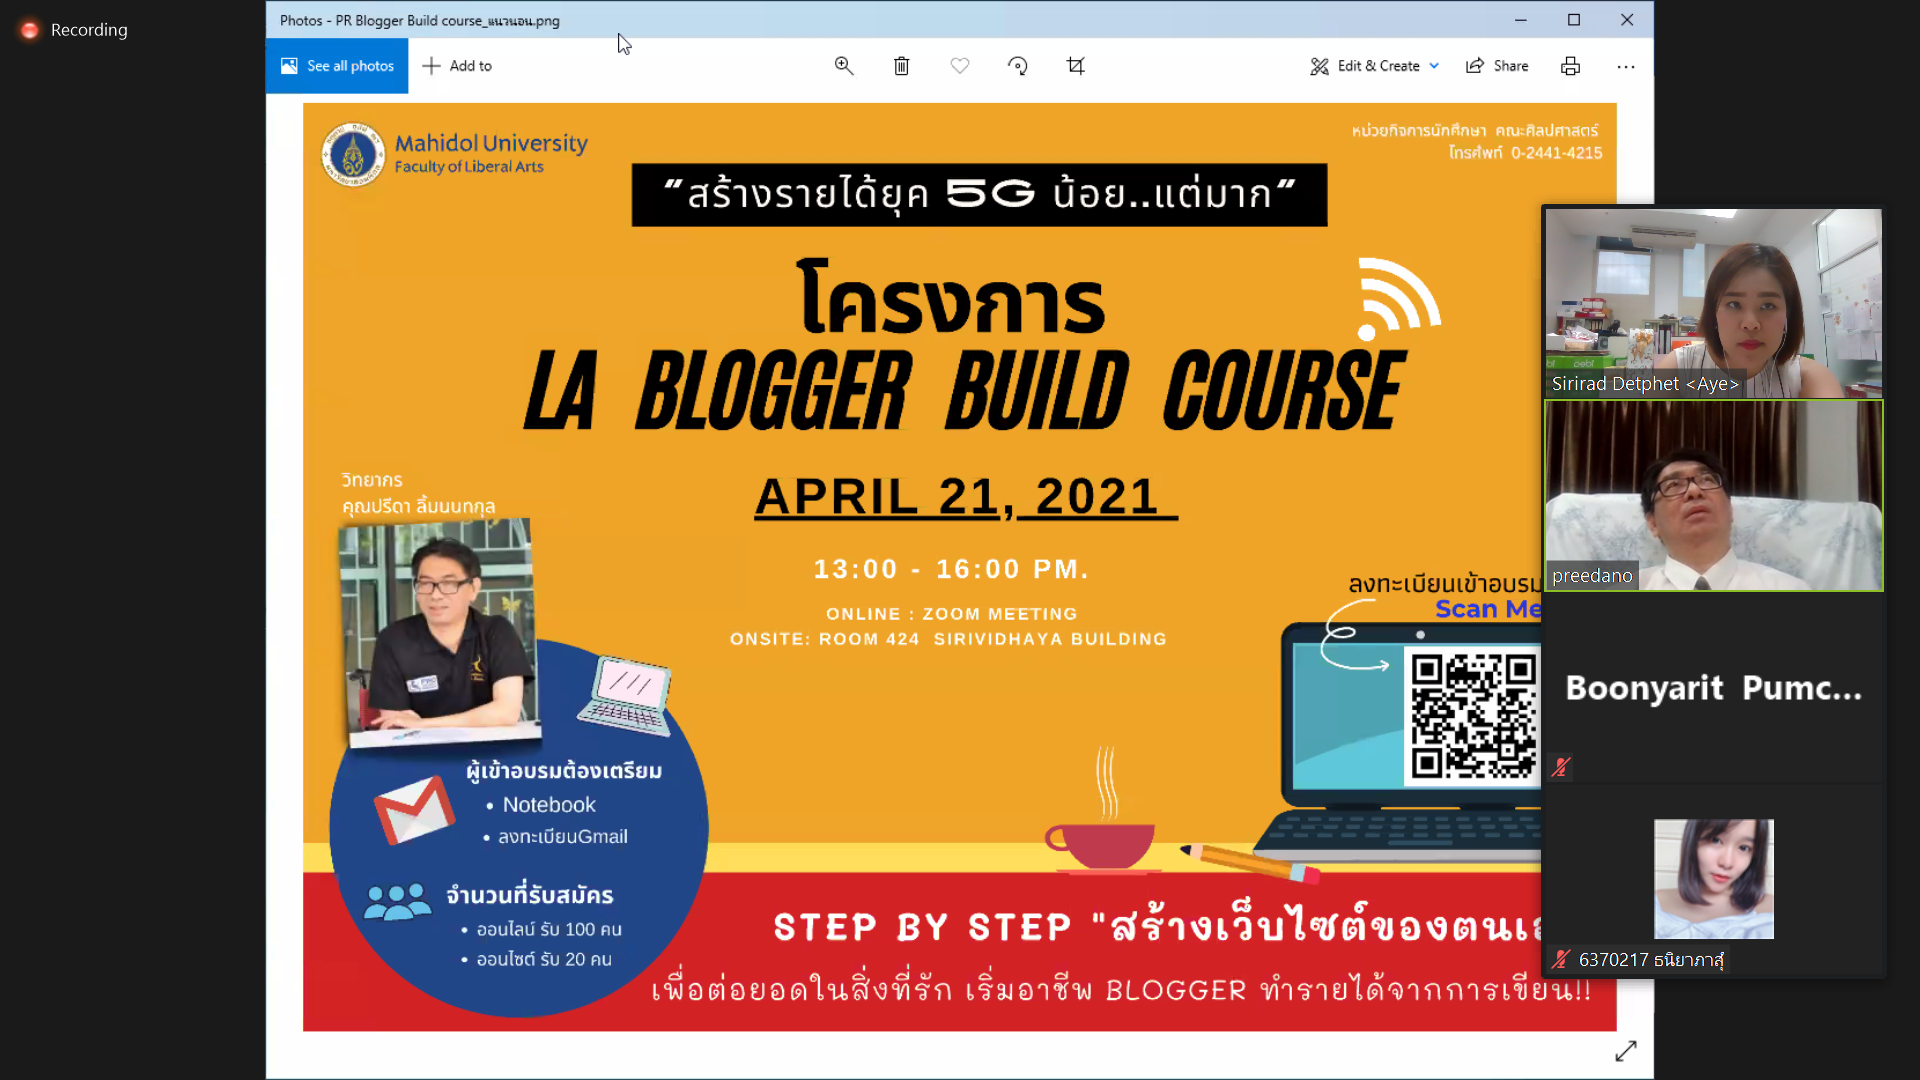 Recording
Photos - PR Blogger Build course_แนวนอน.png
See all photos
Add to
Edit & Create
Share
Mahidol University
Faculty of Liberal Arts
หน่วยกิจการนักศึกษา คณะศิลปศาสตร์
โทรศัพท์ 0-2441-4215
"สร้างรายได้ยุค 5G น้อย..แต่มาก"
โครงการ
LA BLOGGER BUILD COURSE
APRIL 21, 2021
13:00 - 16:00 PM.
ONLINE : ZOOM MEETING
ONSITE: ROOM 424 SIRIVIDHAYA BUILDING
วิทยากร
คุณปรีดา ลิ้มนนทกุล
ลงทะเบียนเข้าอบรม
Scan Me
ผู้เข้าอบรมต้องเตรียม
• Notebook
• ลงทะเบียนGmail
จำนวนที่รับสมัคร
• ออนไลน์ รับ 100 คน
• ออนไซต์ รับ 20 คน
STEP BY STEP "สร้างเว็บไซต์ของตนเอ
เพื่อต่อยอดในสิ่งที่รัก เริ่มอาชีพ BLOGGER ทำรายได้จากการเขียน!!
Sirirad Detphet <Aye>
preedano
Boonyarit Pumc...
6370217 ธนิยาภาสุ์